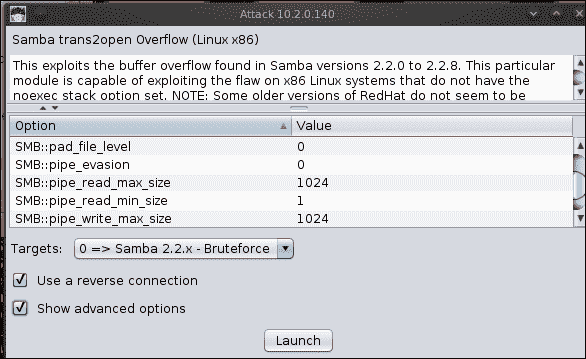 Attack 10.2.0.140
Samba trans2open Overflow (Linux x86)
This exploits the buffer overflow found in Samba versions 2.2.0 to 2.2.8. This particular
module is capable of exploiting the flaw on x86 Linux systems that do not have the
noexec stack option set. NOTE: Some older versions of RedHat do not seem to be
Option Value
SMB::pad_file_level 0
SMB::pipe_evasion 0
SMB::pipe_read_max_size 1024
SMB::pipe_read_min_size 1
SMB::pipe_write_max_size 1024
Targets: 0 => Samba 2.2.x - Bruteforce
Use a reverse connection
Show advanced options
Launch